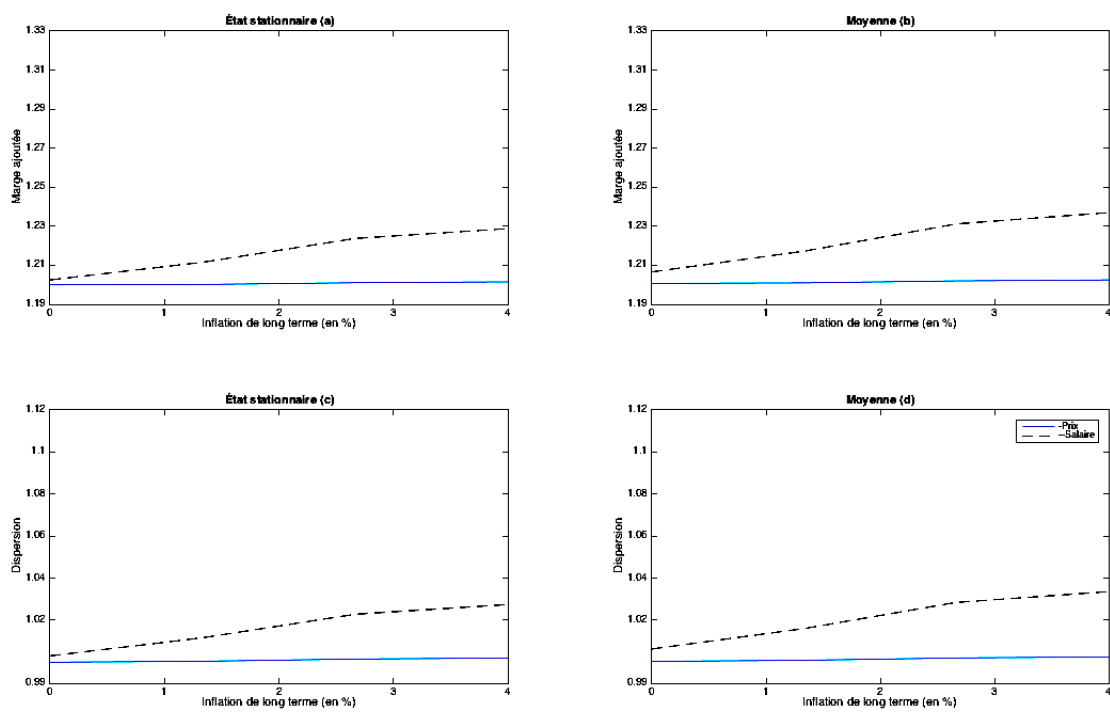 État stationnaire (a)
1.33
1.31
1.29
1.27
1.25
1.23
1.21
1.19
Marge ajoutée
0 1 2 3 4
Inflation de long terme (en %)
Moyenne (b)
1.33
1.31
1.29
1.27
1.25
1.23
1.21
1.19
Marge ajoutée
0 1 2 3 4
Inflation de long terme (en %)
État stationnaire (c)
1.12
1.1
1.08
1.06
1.04
1.02
0.99
Dispersion
0 1 2 3 4
Inflation de long terme (en %)
Moyenne (d)
1.12
1.1
1.08
1.06
1.04
1.02
0.99
Dispersion
0 1 2 3 4
Inflation de long terme (en %)
-Prix
--Salaire